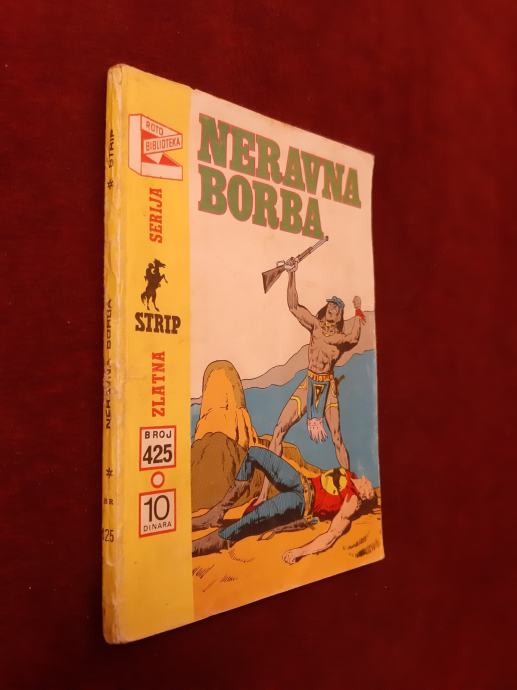 STRIP
*
NERAVNA BORBA
*
BR
425
ROTO
BIBLIOTEKA
ZLATNA SERIJA
STRIP
BROJ
425
10
DINARA
NERAVNA
BORBA